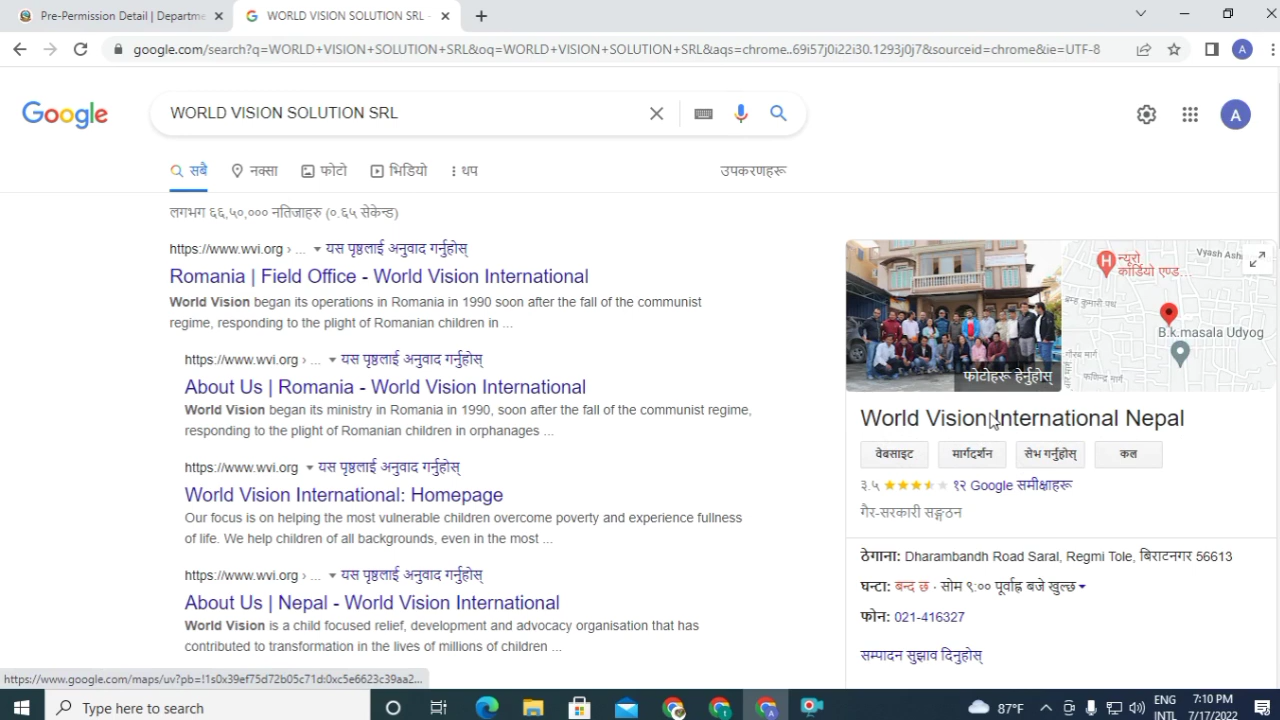 Pre-Permission Detail | Departme
WORLD VISION SOLUTION SRL -
google.com/search?q=WORLD+VISION+SOLUTION+SRL&oq=WORLD+VISION+SOLUTION+SRL&aqs=chrome..69i57j0i22i30.1293j0j7&sourceid=chrome&ie=UTF-8
A
Google
WORLD VISION SOLUTION SRL
A
सबै
नक्सा
फोटो
भिडियो
थप
उपकरणहरू
लगभग ६६,५०,००० नतिजाहरु (०.६५ सेकेन्ड)
https://www.wvi.org › ... यस पृष्ठलाई अनुवाद गर्नुहोस्
Romania | Field Office - World Vision International
World Vision began its operations in Romania in 1990 soon after the fall of the communist
regime, responding to the plight of Romanian children in ...
https://www.wvi.org › ... यस पृष्ठलाई अनुवाद गर्नुहोस्
About Us | Romania - World Vision International
World Vision began its ministry in Romania in 1990, soon after the fall of the communist regime,
responding to the plight of Romanian children in orphanages ...
https://www.wvi.org यस पृष्ठलाई अनुवाद गर्नुहोस्
World Vision International: Homepage
Our focus is on helping the most vulnerable children overcome poverty and experience fullness
of life. We help children of all backgrounds, even in the most ...
https://www.wvi.org › ... यस पृष्ठलाई अनुवाद गर्नुहोस्
About Us | Nepal - World Vision International
World Vision is a child focused relief, development and advocacy organisation that has
contributed to transformation in the lives of millions of children ...
Vyash Ash
H न्यूरो
कार्डियो एण्ड...
ब्रम्ह कुमारी पथ
B.k.masala Udyog
गौरब मार्ग
फोटोहरू हेर्नुहोस्
World Vision International Nepal
वेबसाइट
मार्गदर्शन
सेभ गर्नुहोस्
कल
३.५ १२ Google समीक्षाहरू
गैर-सरकारी सङ्गठन
ठेगाना: Dharambandh Road Saral, Regmi Tole, बिराटनगर 56613
घन्टा: बन्द छ · सोम ९:०० पूर्वाह्न बजे खुल्छ
फोन: 021-416327
सम्पादन सुझाव दिनुहोस्
https://www.google.com/maps/uv?pb=!1s0x39ef75d72b05c71d:0xc5e6623c39aa2...
Type here to search
87°F
ENG
INTL
7:10 PM
7/17/2022